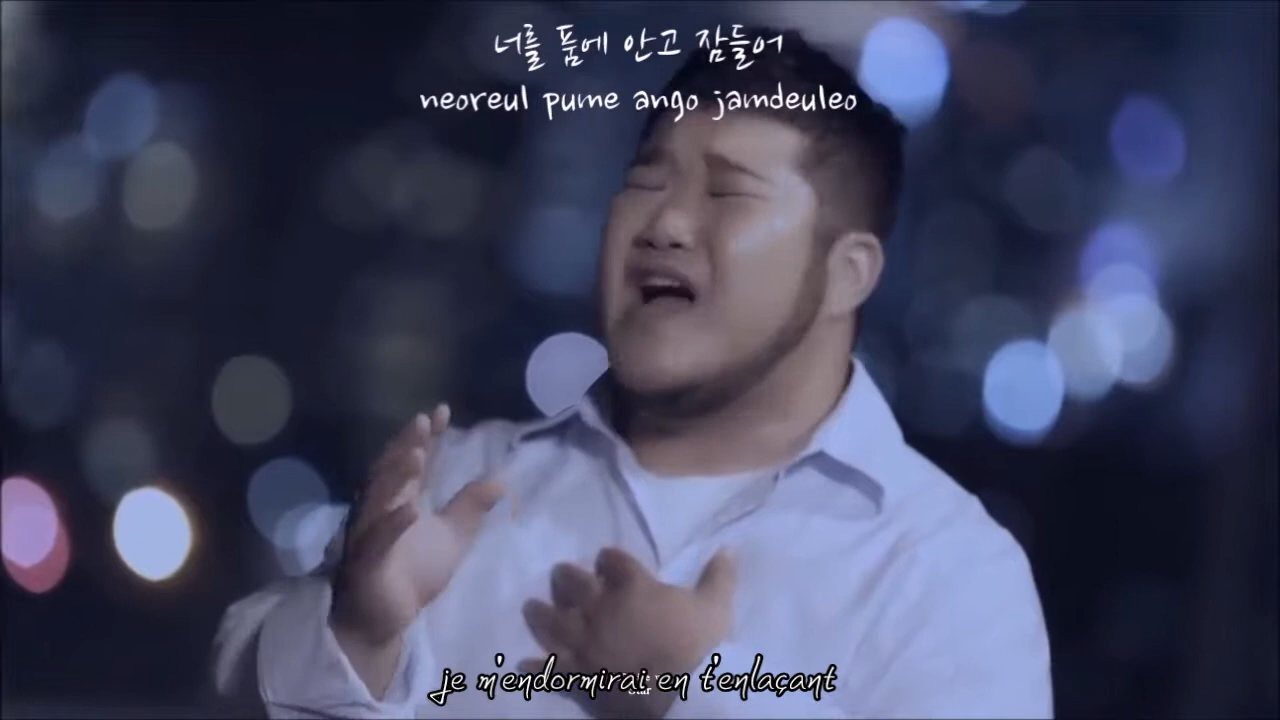 너를 품에 안고 잠들어
neoreul pume ango jamdeuleo
je m'endormirai en t'enlaçant